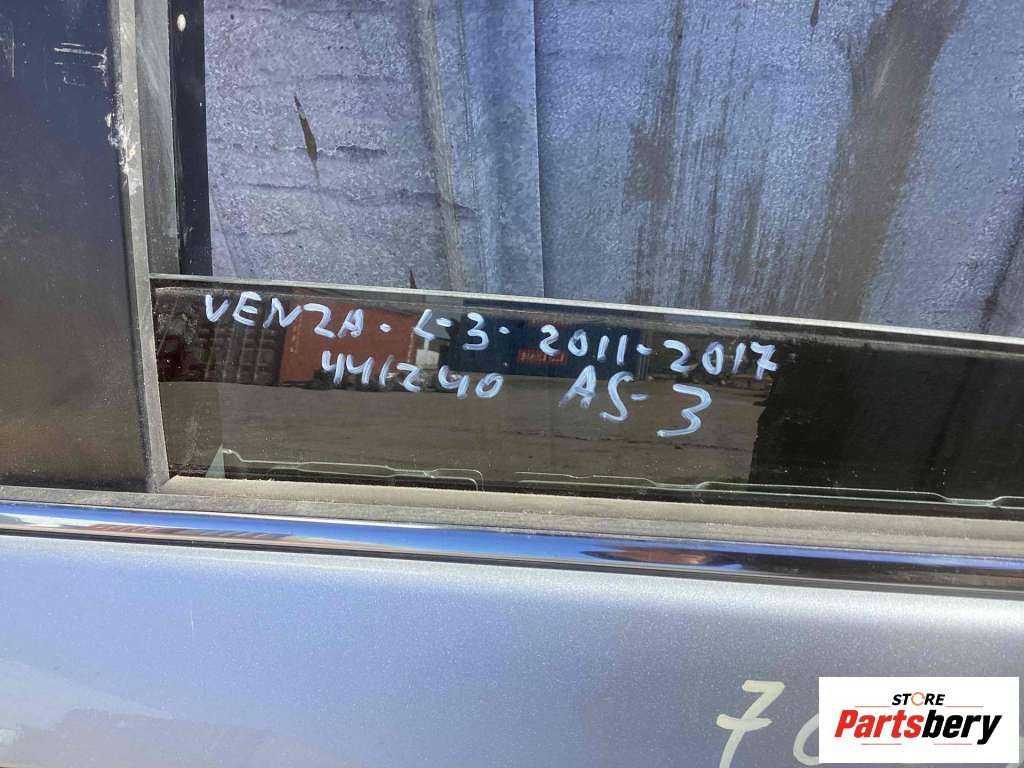 VENZA - L-3 - 2011-2017
441240 AS-3
STORE
Partsbery